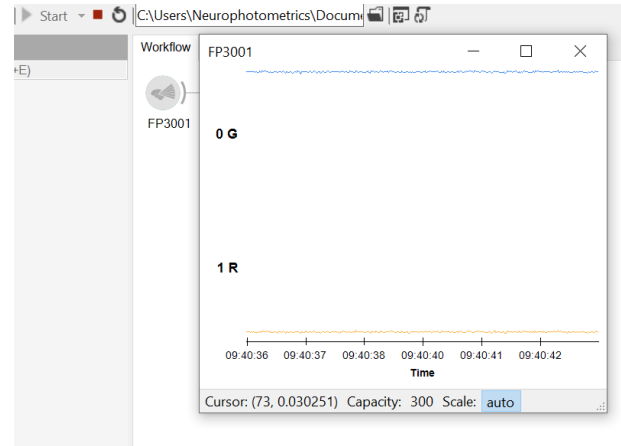 Start C:\Users\Neurophotometrics\Docum
+E)
Workflow
FP3001
FP3001
0 G
1 R
09:40:36 09:40:37 09:40:38 09:40:40 09:40:41 09:40:42
Time
Cursor: (73, 0.030251) Capacity: 300 Scale: auto